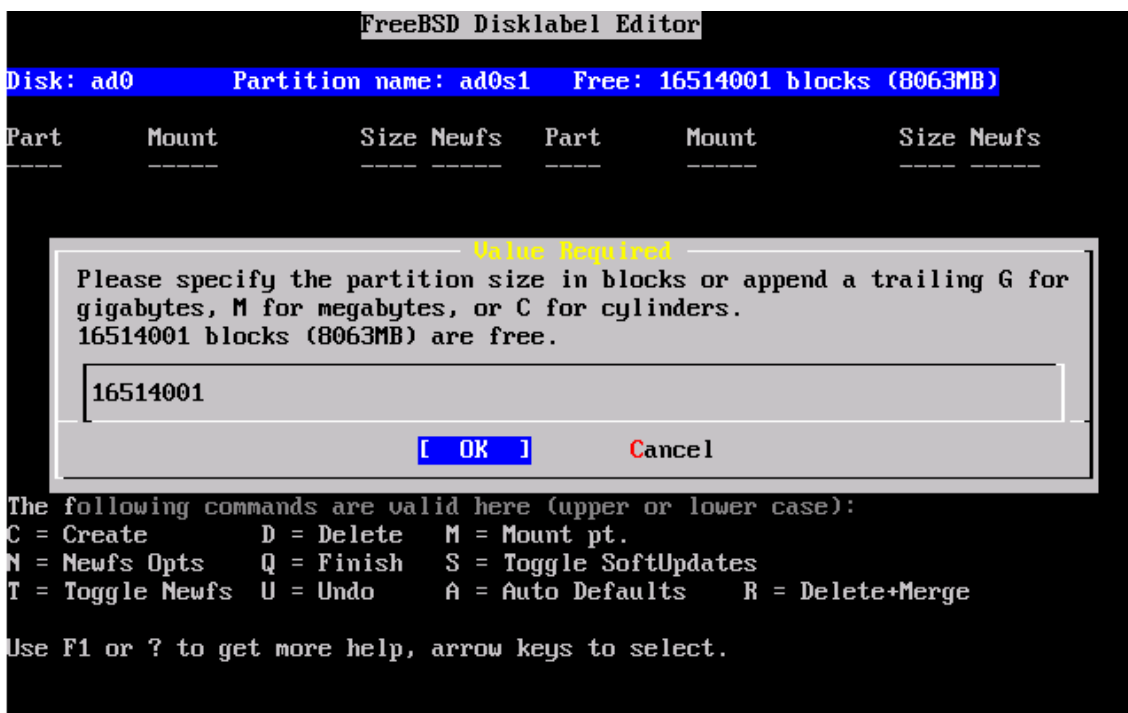 FreeBSD Disklabel Editor
Disk: ad0 Partition name: ad0s1 Free: 16514001 blocks (8063MB)
Part Mount Size Newfs Part Mount Size Newfs
---- ----- ---- ----- ---- ----- ---- -----
Value Required
Please specify the partition size in blocks or append a trailing G for
gigabytes, M for megabytes, or C for cylinders.
16514001 blocks (8063MB) are free.
16514001
[ OK ] Cancel
The following commands are valid here (upper or lower case):
C = Create D = Delete M = Mount pt.
N = Newfs Opts Q = Finish S = Toggle SoftUpdates
T = Toggle Newfs U = Undo A = Auto Defaults R = Delete+Merge
Use F1 or ? to get more help, arrow keys to select.